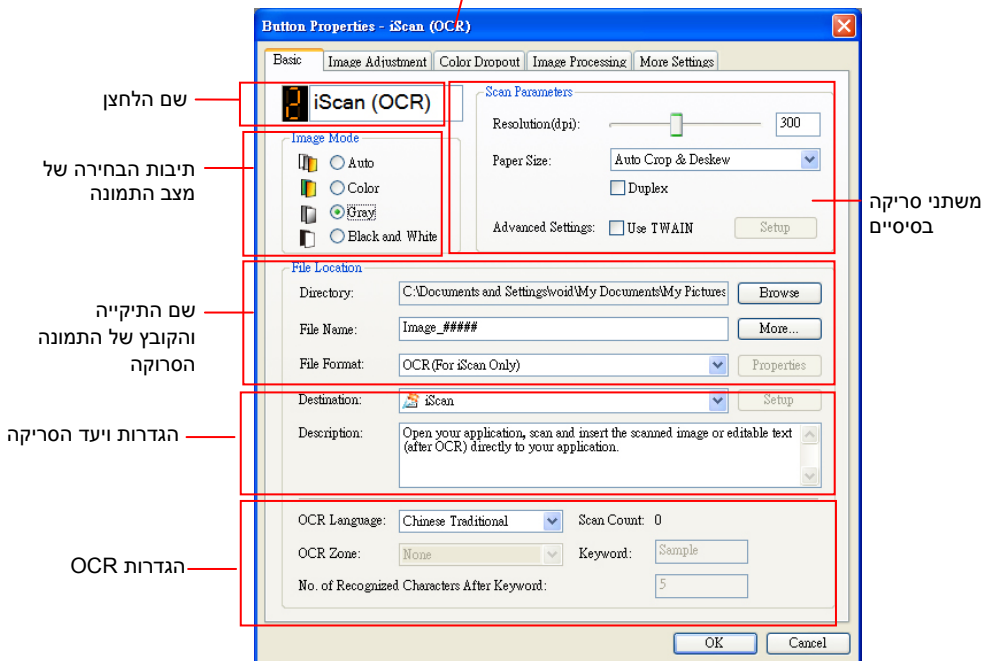 Button Properties - iScan (OCR)
Basic Image Adjustment Color Dropout Image Processing More Settings
שם הלחצן
2 iScan (OCR)
Image Mode
Auto
Color
Gray
Black and White
תיבות הבחירה של
מצב התמונה
Scan Parameters
Resolution(dpi): 300
Paper Size: Auto Crop & Deskew
Duplex
Advanced Settings: Use TWAIN Setup
משתני סריקה
בסיסיים
File Location
Directory: C:\Documents and Settings\void\My Documents\My Pictures Browse
File Name: Image_##### More...
File Format: OCR(For iScan Only) Properties
שם התיקייה
והקובץ של התמונה
הסרוקה
Destination: iScan Setup
Description: Open your application, scan and insert the scanned image or editable text
(after OCR) directly to your application.
הגדרות ויעד הסריקה
OCR Language: Chinese Traditional Scan Count: 0
OCR Zone: None Keyword: Sample
No. of Recognized Characters After Keyword: 5
הגדרות OCR
OK Cancel